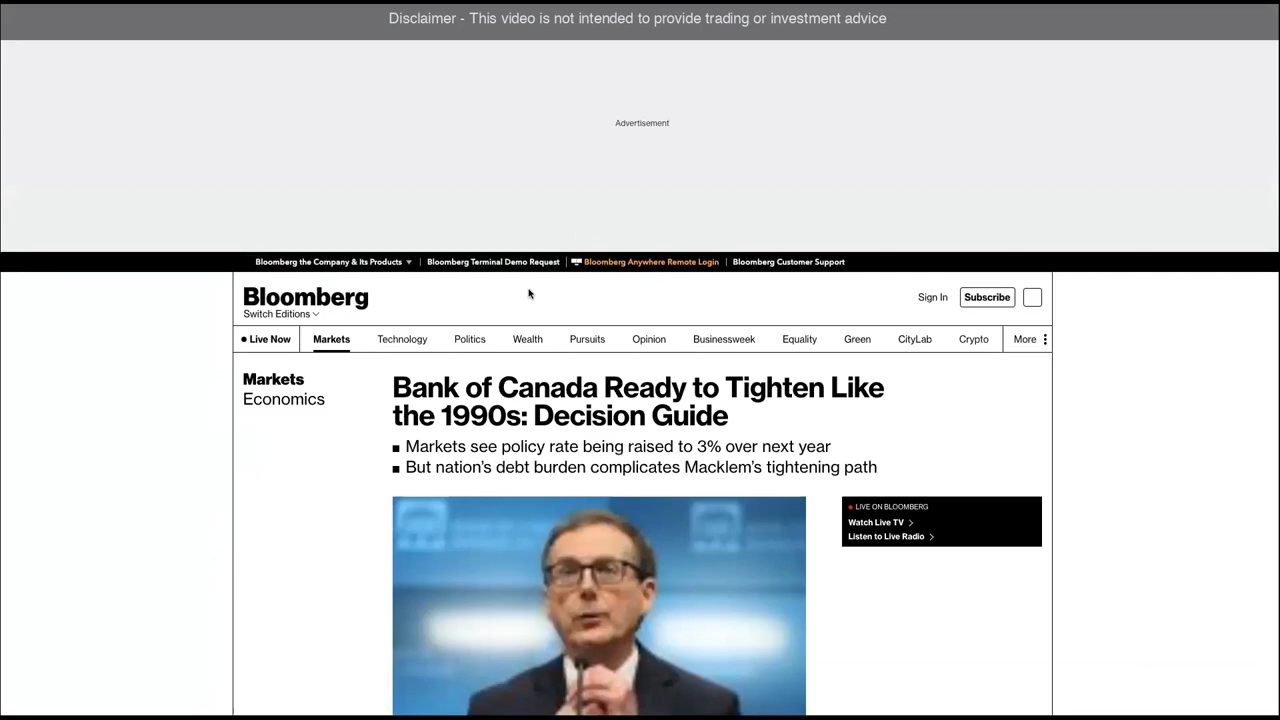 Disclaimer - This video is not intended to provide trading or investment advice
Advertisement
Bloomberg the Company & Its Products
Bloomberg Terminal Demo Request
Bloomberg Anywhere Remote Login
Bloomberg Customer Support
Bloomberg
Switch Editions
Sign In
Subscribe
Live Now
Markets
Technology
Politics
Wealth
Pursuits
Opinion
Businessweek
Equality
Green
CityLab
Crypto
More
Markets
Economics
Bank of Canada Ready to Tighten Like
the 1990s: Decision Guide
Markets see policy rate being raised to 3% over next year
But nation's debt burden complicates Macklem's tightening path
LIVE ON BLOOMBERG
Watch Live TV
Listen to Live Radio